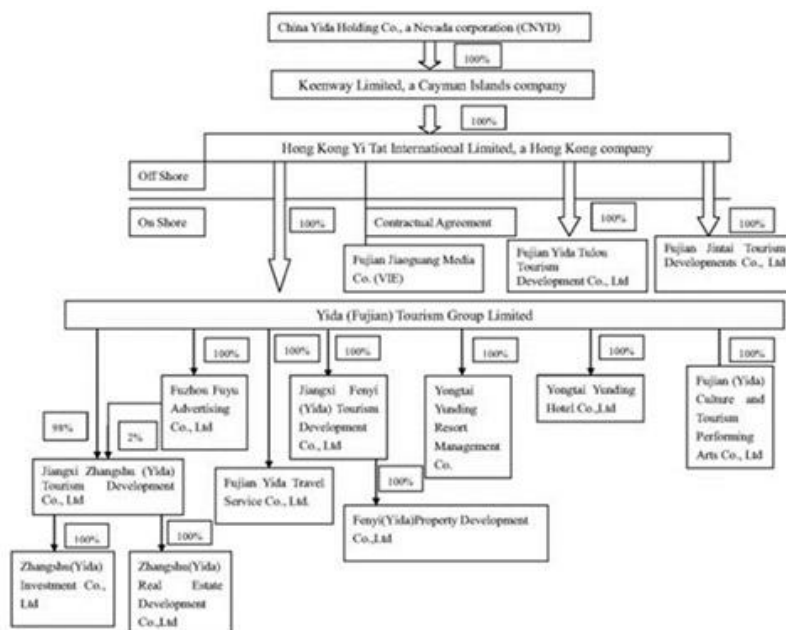 China Yida Holding Co., a Nevada corporation (CNYD)
100%
Keenway Limited, a Cayman Islands company
100%
Hong Kong Yi Tat International Limited, a Hong Kong company
Off Shore
On Shore
100%
Contractual Agreement
100%
100%
Fujian Jiaoguang Media
Co. (VIE)
Fujian Yida Tulou
Tourism
Development Co., Ltd
Fujian Jintai Tourism
Developments Co., Ltd
Yida (Fujian) Tourism Group Limited
100%
100%
100%
100%
100%
100%
Fuzhou Fuyu
Advertising
Co., Ltd
Jiangxi Fenyi
(Yida) Tourism
Development
Co., Ltd
Yongtai
Yunding
Resort
Management
Co.
Yongtai Yunding
Hotel Co.,Ltd
Fujian (Yida)
Culture and
Tourism
Performing
Arts Co., Ltd
98%
2%
Jiangxi Zhangshu (Yida)
Tourism Development
Co., Ltd
Fujian Yida Travel
Service Co., Ltd.
100%
Fenyi(Yida)Property Development
Co.,Ltd
100%
100%
Zhangshu(Yida)
Investment Co.,
Ltd
Zhangshu(Yida)
Real Estate
Development
Co.,Ltd